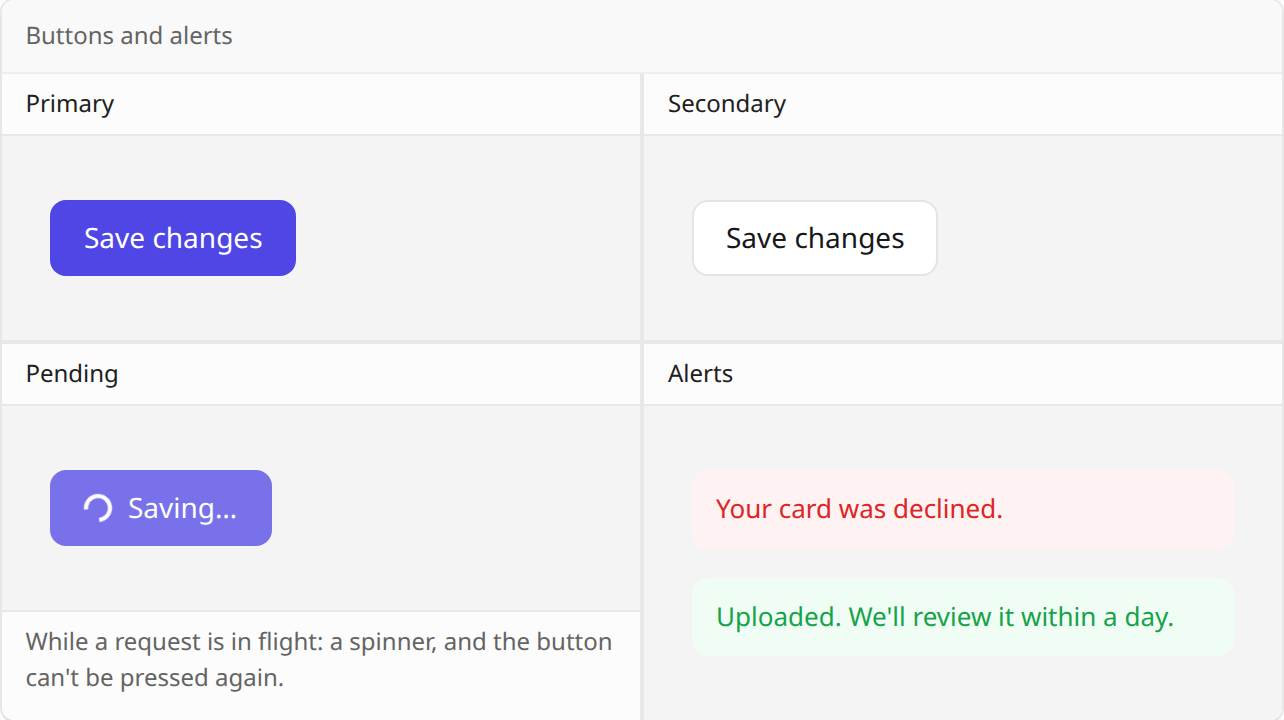 Buttons and alerts
Primary
Secondary
Save changes
Save changes
Pending
Alerts
Saving...
Your card was declined.
Uploaded. We'll review it within a day.
While a request is in flight: a spinner, and the button
can't be pressed again.